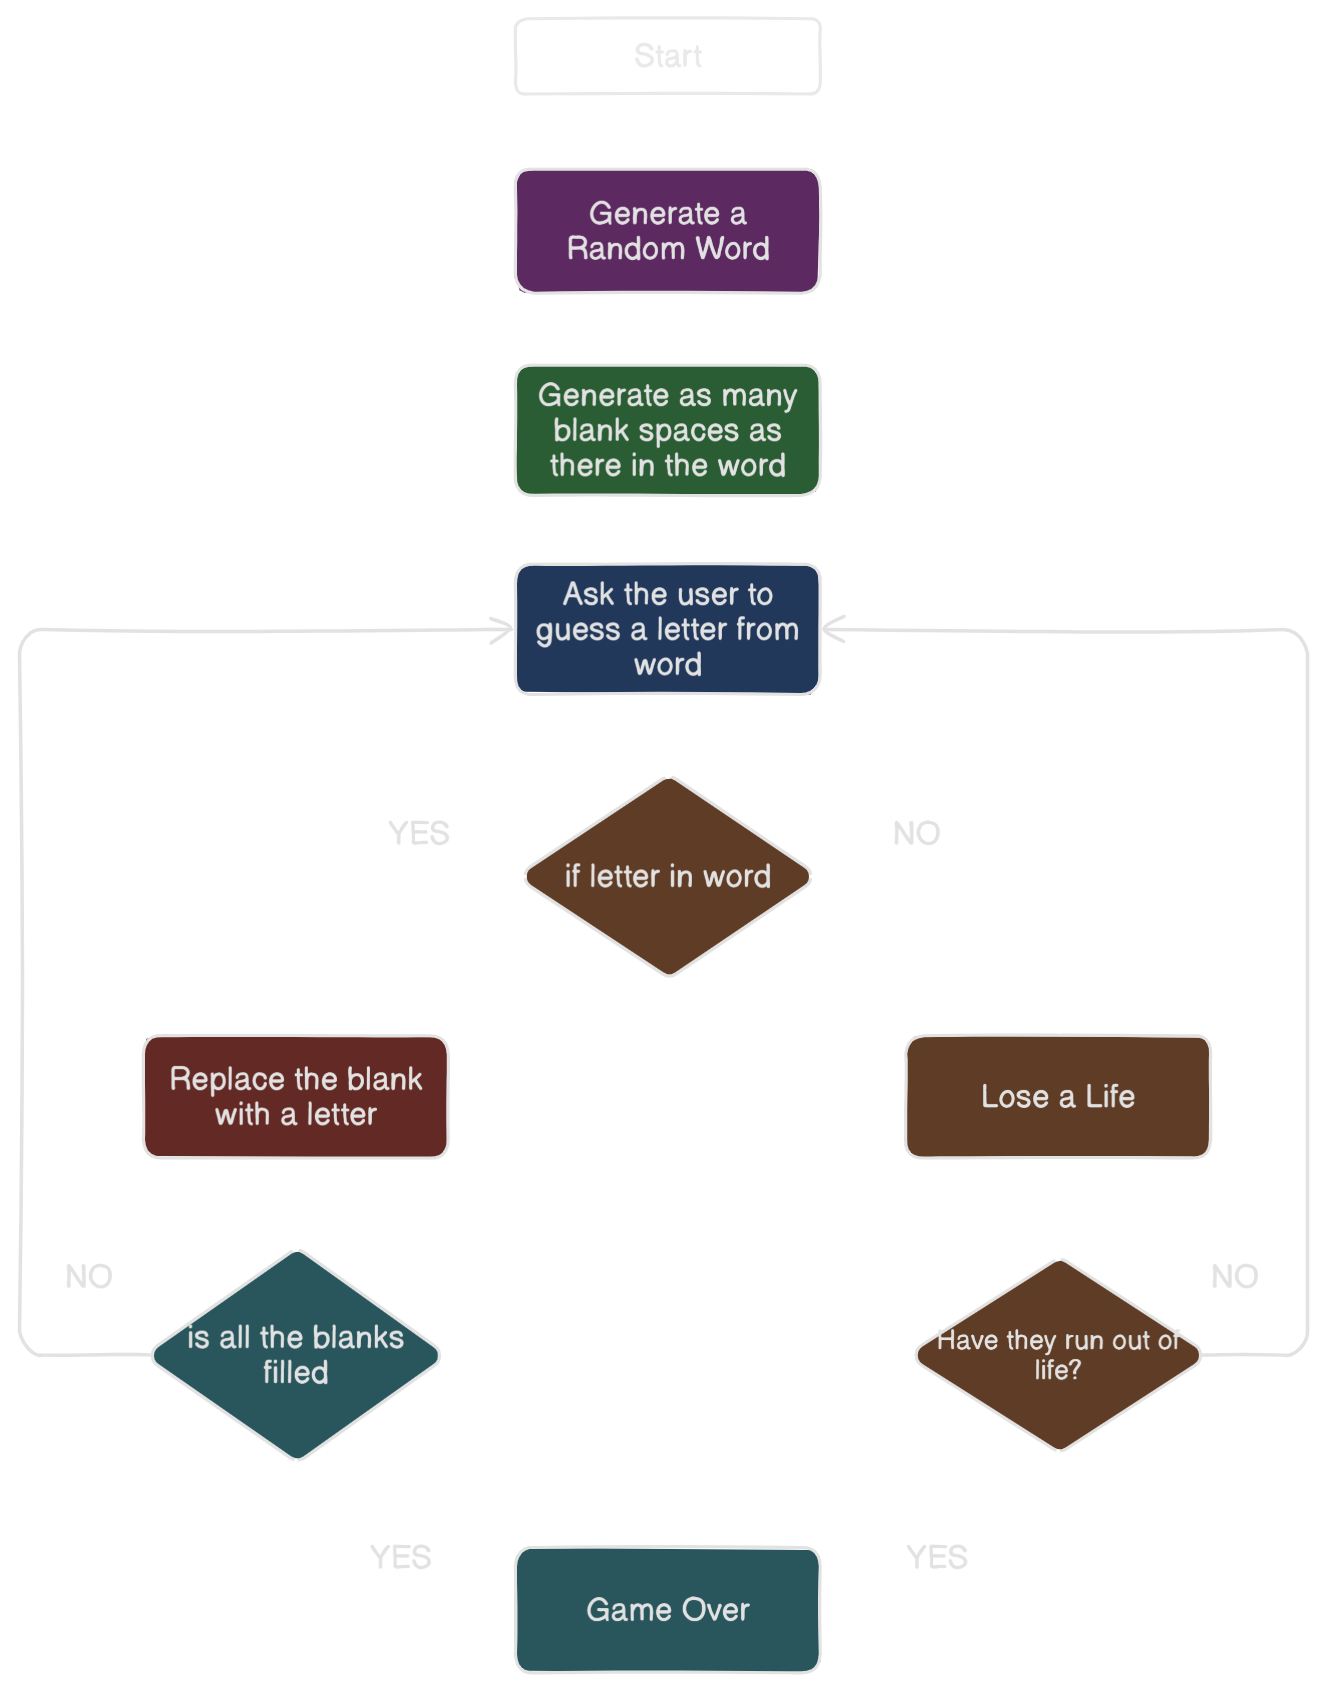 Start
Generate a
Random Word
Generate as many
blank spaces as
there in the word
Ask the user to
guess a letter from
word
YES
NO
if letter in word
Replace the blank
with a letter
Lose a Life
NO
NO
is all the blanks
filled
Have they run out of
life?
YES
YES
Game Over